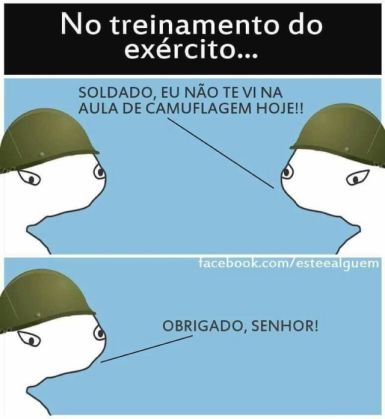 No treinamento do
exército...
SOLDADO, EU NÃO TE VI NA
AULA DE CAMUFLAGEM HOJE!!
facebook.com/esteealguem
OBRIGADO, SENHOR!